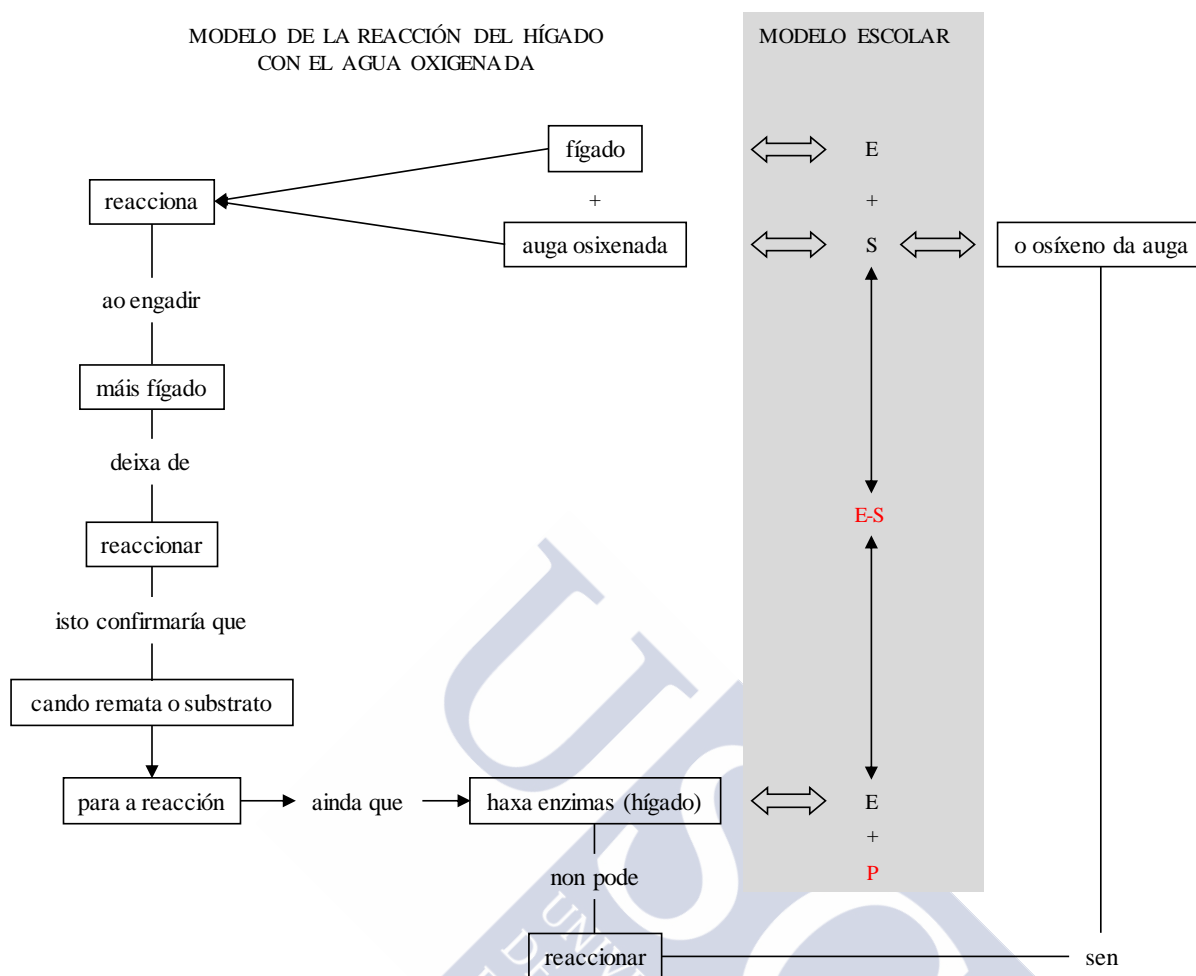 MODELO DE LA REACCIÓN DEL HÍGADO
CON EL AGUA OXIGENADA
MODELO ESCOLAR
fígado
E
reacciona
+
+
auga osixenada
S
o osíxeno da auga
ao engadir
máis fígado
deixa de
E-S
reaccionar
isto confirmaría que
cando remata o substrato
para a reacción
ainda que
haxa enzimas (hígado)
E
+
non pode
P
reaccionar
sen
USC